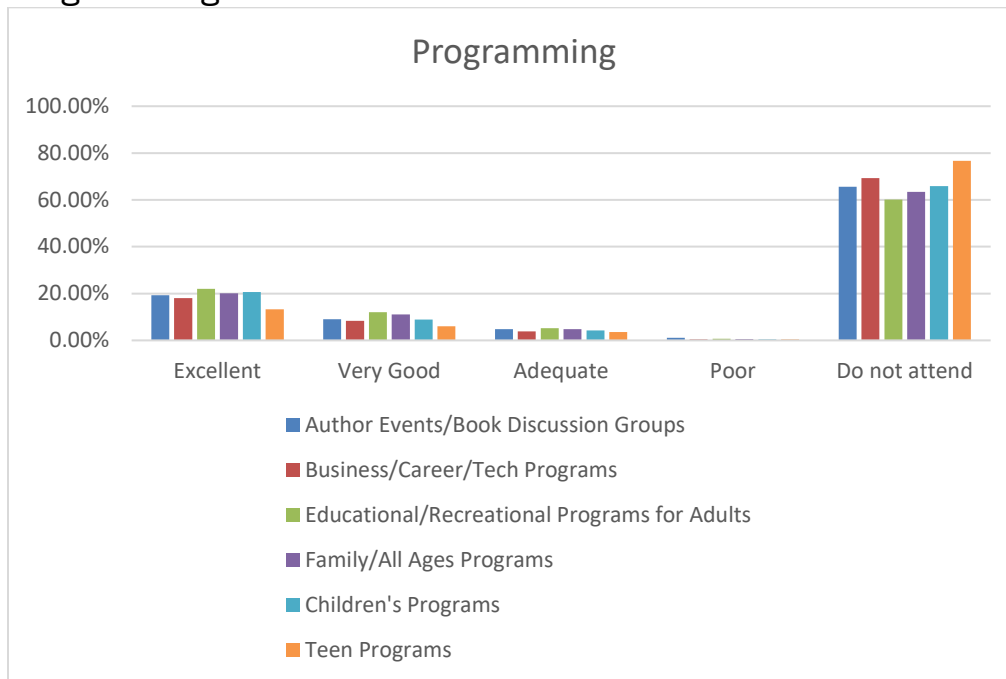 Programming
100.00%
80.00%
60.00%
40.00%
20.00%
0.00%
Excellent Very Good Adequate Poor Do not attend
Author Events/Book Discussion Groups
Business/Career/Tech Programs
Educational/Recreational Programs for Adults
Family/All Ages Programs
Children's Programs
Teen Programs